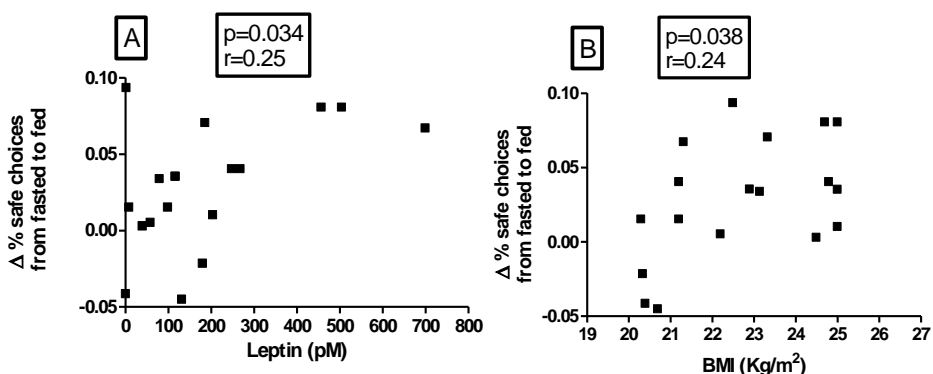 A
p=0.034
r=0.25
Δ % safe choices
from fasted to fed
0.10
0.05
0.00
-0.05
0 100 200 300 400 500 600 700 800
Leptin (pM)
B
p=0.038
r=0.24
Δ % safe choices
from fasted to fed
0.10
0.05
0.00
-0.05
19 20 21 22 23 24 25 26 27
BMI (Kg/m²)